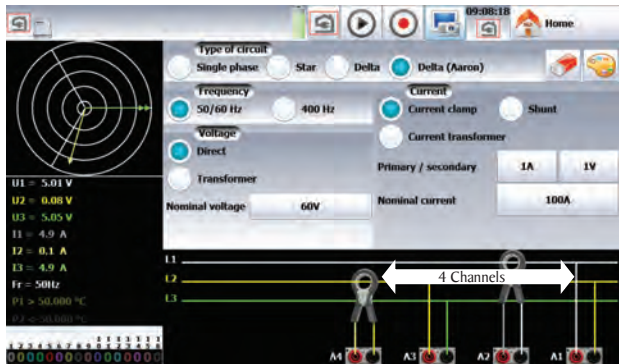 09:08:18
Home
Type of circuit
Single phase Star Delta Delta (Aaron)
Frequency
50/60 Hz 400 Hz
Current
Current clamp Shunt
Current transformer
Voltage
Direct
Transformer
Primary / secondary 1A 1V
Nominal voltage 60V
Nominal current 100A
U1 = 5.01 V
U2 = 0.08 V
U3 = 5.05 V
I1 = 4.9 A
I2 = 0.1 A
I3 = 4.9 A
Fr = 50Hz
P1 > 50.000 °C
P2 < 50.000 °C
L1
L2
L3
4 Channels
A4 A3 A2 A1